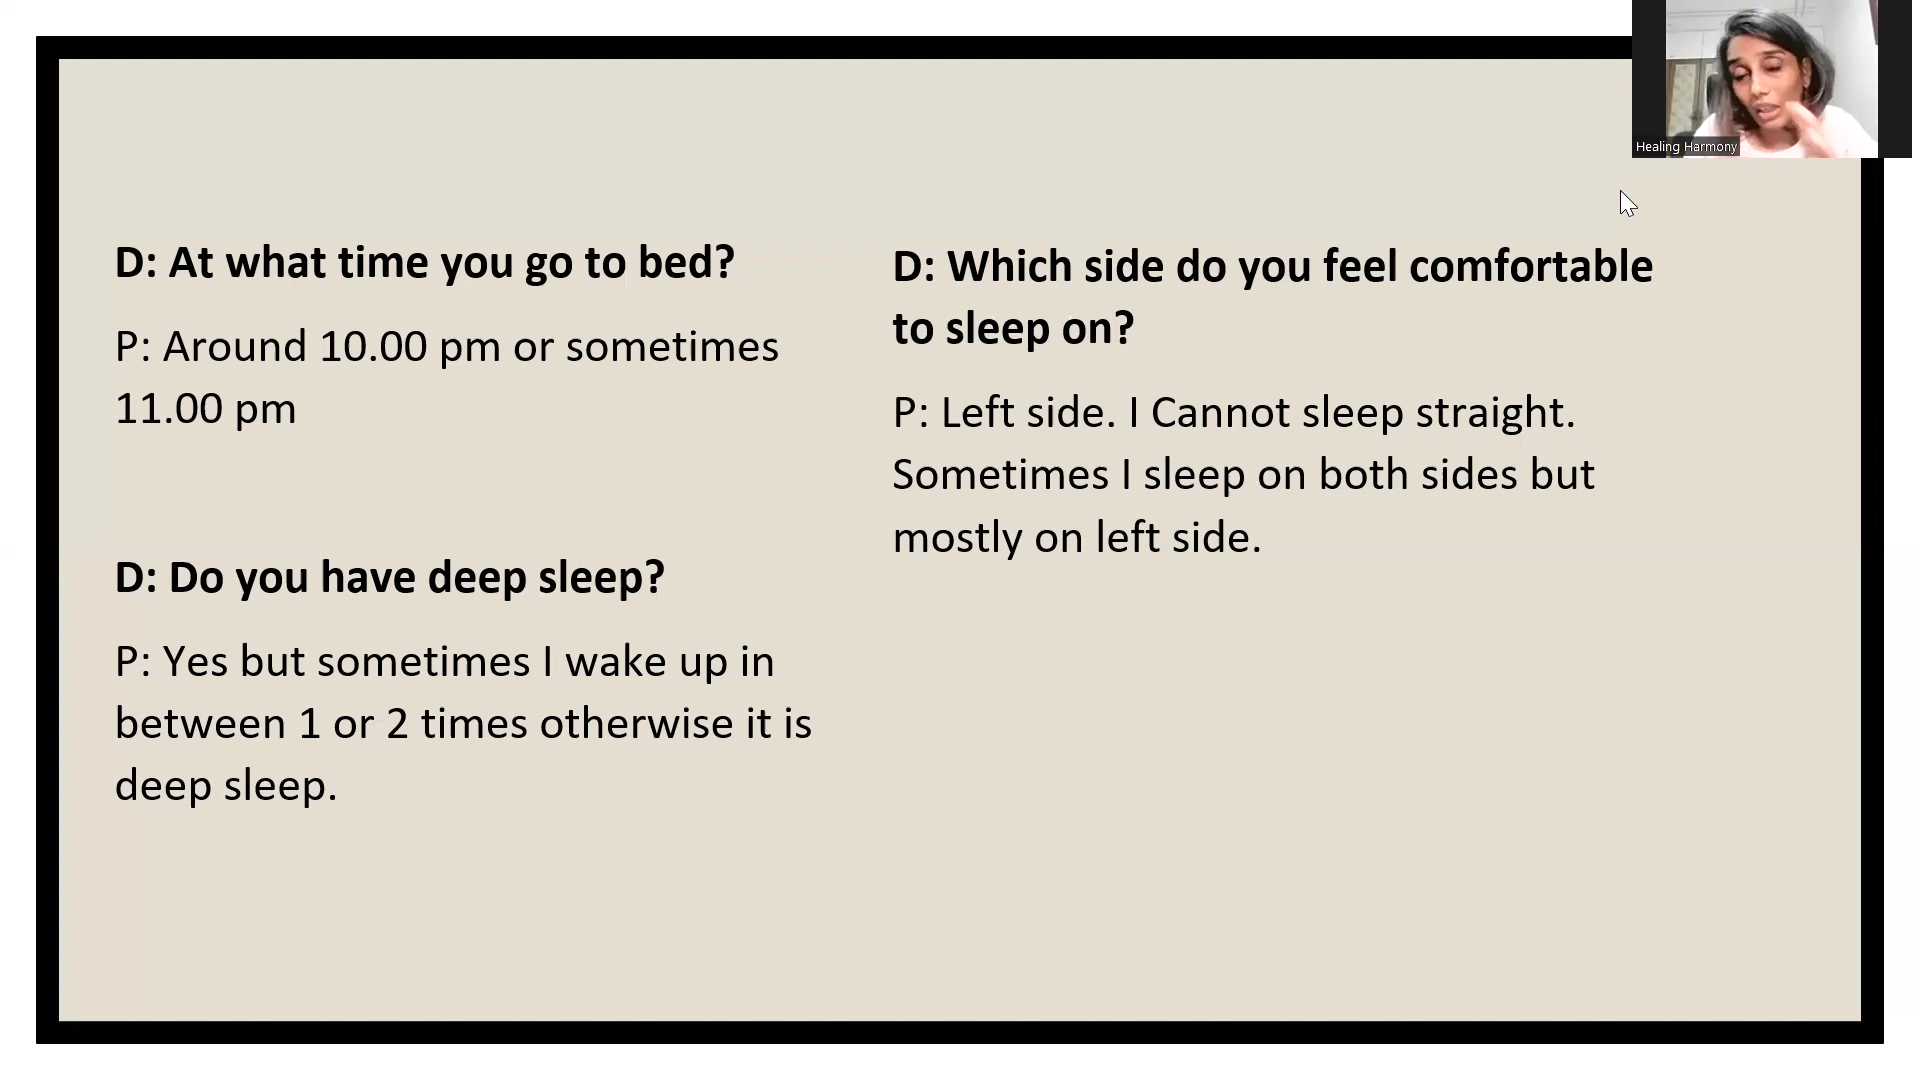 D: At what time you go to bed?
P: Around 10.00 pm or sometimes
11.00 pm
D: Do you have deep sleep?
P: Yes but sometimes I wake up in
between 1 or 2 times otherwise it is
deep sleep.
D: Which side do you feel comfortable
to sleep on?
P: Left side. I Cannot sleep straight.
Sometimes I sleep on both sides but
mostly on left side.
Healing Harmony